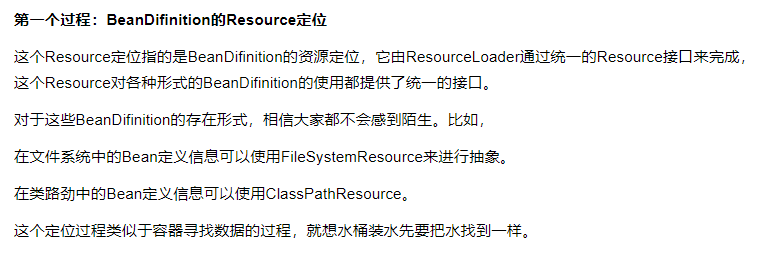 第一个过程：BeanDifinition的Resource定位
这个Resource定位指的是BeanDifinition的资源定位，它由ResourceLoader通过统一的Resource接口来完成，
这个Resource对各种形式的BeanDifinition的使用都提供了统一的接口。
对于这些BeanDifinition的存在形式，相信大家都不会感到陌生。比如，
在文件系统中的Bean定义信息可以使用FileSystemResource来进行抽象。
在类路劲中的Bean定义信息可以使用ClassPathResource。
这个定位过程类似于容器寻找数据的过程，就想水桶装水先要把水找到一样。